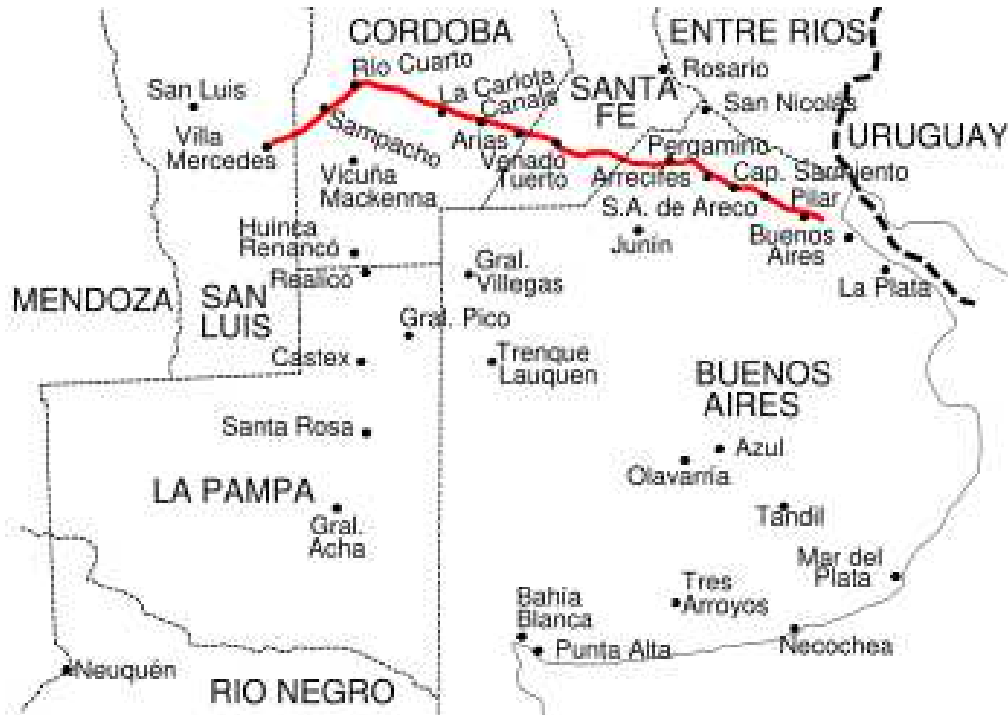 CORDOBA
ENTRE RIOS
Río Cuarto
Rosario
San Luis
La Carlota
Canals
SANTA
FE
San Nicolás
URUGUAY
Villa
Mercedes
Sampacho
Arias
Venado
Tuerto
Pergamino
Vicuña
Mackenna
Arrecifes
Cap. Sarmiento
S.A. de Areco
Pilar
Huinca
Renancó
Junín
Buenos
Aires
Realicó
Gral.
Villegas
La Plata
MENDOZA
SAN
LUIS
Gral. Pico
Castex
Trenque
Lauquen
BUENOS
AIRES
Santa Rosa
Azul
Olavarría
LA PAMPA
Gral.
Acha
Tandil
Mar del
Plata
Tres
Arroyos
Bahía
Blanca
Punta Alta
Necochea
Neuquén
RIO NEGRO